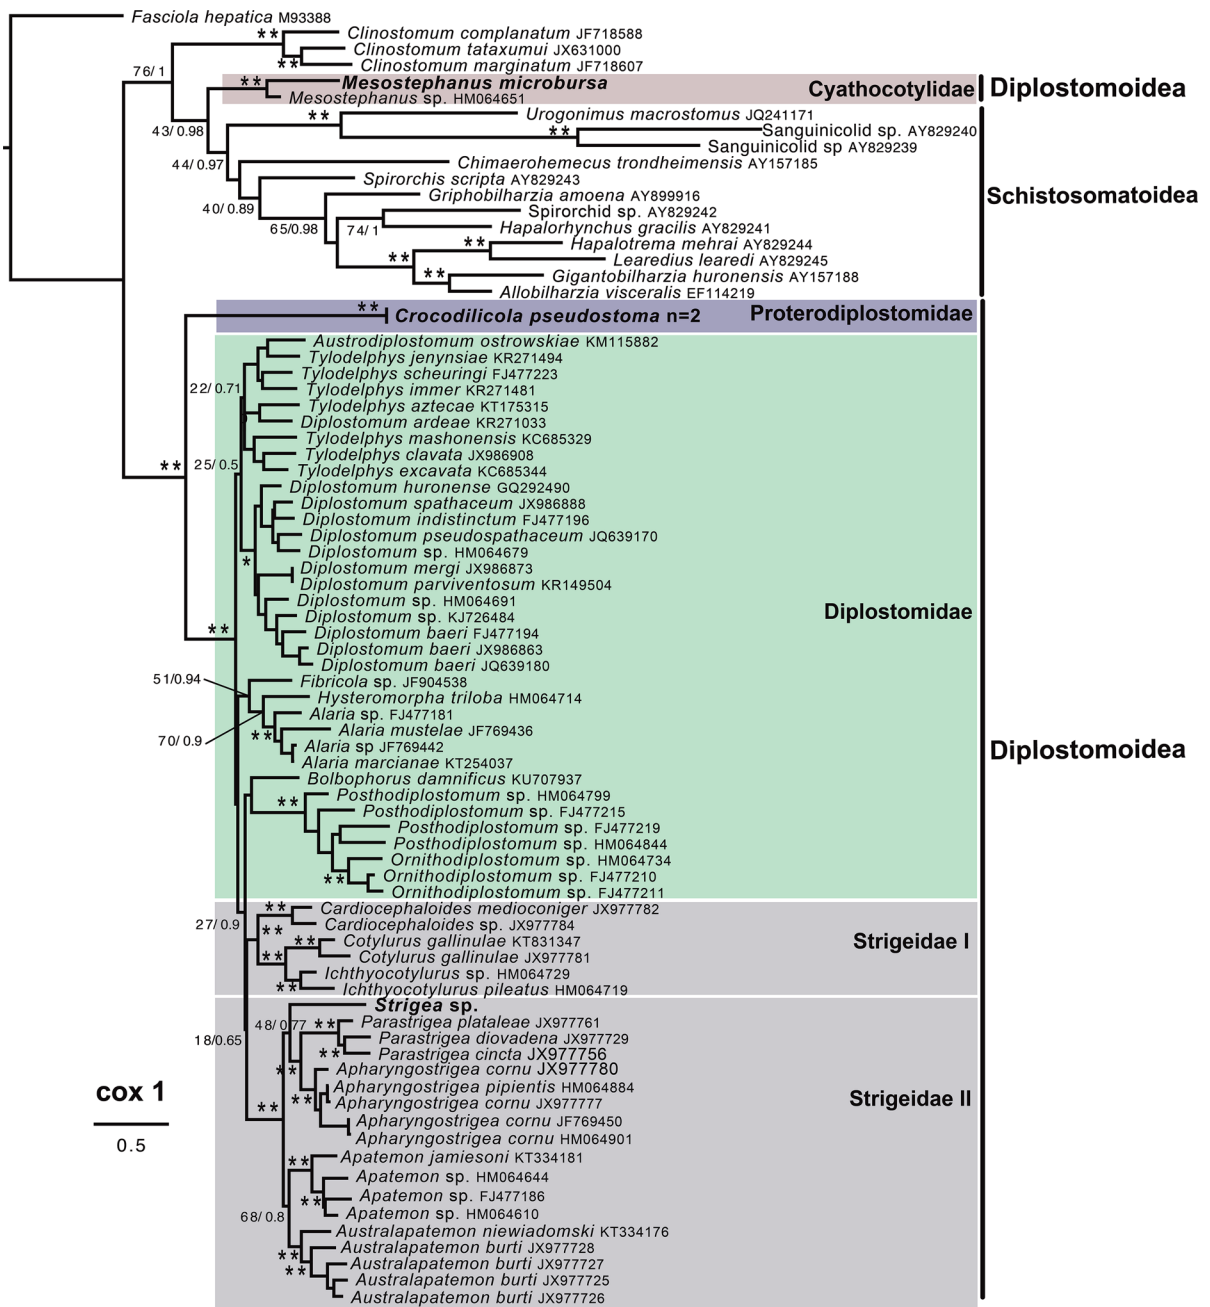 Fasciola hepatica M93388
Clinostomum complanatum JF718588
**
Clinostomum tataxumui JX631000
Clinostomum marginatum JF718607
**
76/ 1
Mesostephanus microbursa
**
Mesostephanus sp. HM064651
Cyathocotylidae
Diplostomoidea
43/ 0.98
Urogonimus macrostomus JQ241171
**
Sanguinicolid sp. AY829240
**
Sanguinicolid sp AY829239
44/ 0.97
Chimaerohemecus trondheimensis AY157185
Spirorchis scripta AY829243
Griphobilharzia amoena AY899916
Schistosomatoidea
40/ 0.89
Spirorchid sp. AY829242
65/0.98
74/ 1
Hapalorhynchus gracilis AY829241
Hapalotrema mehrai AY829244
**
Learedius learedi AY829245
**
Gigantobilharzia huronensis AY157188
**
Allobilharzia visceralis EF114219
Crocodilicola pseudostoma n=2
**
Proterodiplostomidae
Austrodiplostomum ostrowskiae KM115882
Tylodelphys jenynsiae KR271494
Tylodelphys scheuringi FJ477223
22/ 0.71
Tylodelphys immer KR271481
Tylodelphys aztecae KT175315
Diplostomum ardeae KR271033
Tylodelphys mashonensis KC685329
Tylodelphys clavata JX986908
**
25/ 0.5
Tylodelphys excavata KC685344
Diplostomum huronense GQ292490
Diplostomum spathaceum JX986888
Diplostomum indistinctum FJ477196
Diplostomum pseudospathaceum JQ639170
Diplostomum sp. HM064679
*
Diplostomum mergi JX986873
Diplostomum parviventosum KR149504
Diplostomum sp. HM064691
Diplostomidae
Diplostomum sp. KJ726484
**
Diplostomum baeri FJ477194
Diplostomum baeri JX986863
Diplostomum baeri JQ639180
51/0.94
Fibricola sp. JF904538
Hysteromorpha triloba HM064714
Alaria sp. FJ477181
Alaria mustelae JF769436
**
70/ 0.9
Alaria sp JF769442
Diplostomoidea
Alaria marcianae KT254037
Bolbophorus damnificus KU707937
Posthodiplostomum sp. HM064799
**
Posthodiplostomum sp. FJ477215
Posthodiplostomum sp. FJ477219
Posthodiplostomum sp. HM064844
Ornithodiplostomum sp. HM064734
Ornithodiplostomum sp. FJ477210
**
Ornithodiplostomum sp. FJ477211
Cardiocephaloides medioconiger JX977782
**
27/ 0.9
Cardiocephaloides sp. JX977784
**
Cotylurus gallinulae KT831347
**
Strigeidae I
Cotylurus gallinulae JX977781
**
Ichthyocotylurus sp. HM064729
Ichthyocotylurus pileatus HM064719
**
Strigea sp.
48/ 0.77
Parastrigea plataleae JX977761
**
18/0.65
Parastrigea diovadena JX977729
Parastrigea cincta JX977756
**
Apharyngostrigea cornu JX977780
**
Apharyngostrigea pipientis HM064884
cox 1
Strigeidae II
Apharyngostrigea cornu JX977777
**
**
Apharyngostrigea cornu JF769450
0.5
Apharyngostrigea cornu HM064901
Apatemon jamiesoni KT334181
**
Apatemon sp. HM064644
Apatemon sp. FJ477186
**
Apatemon sp. HM064610
68/ 0.8
Australapatemon niewiadomski KT334176
Australapatemon burti JX977728
**
Australapatemon burti JX977727
**
Australapatemon burti JX977725
Australapatemon burti JX977726